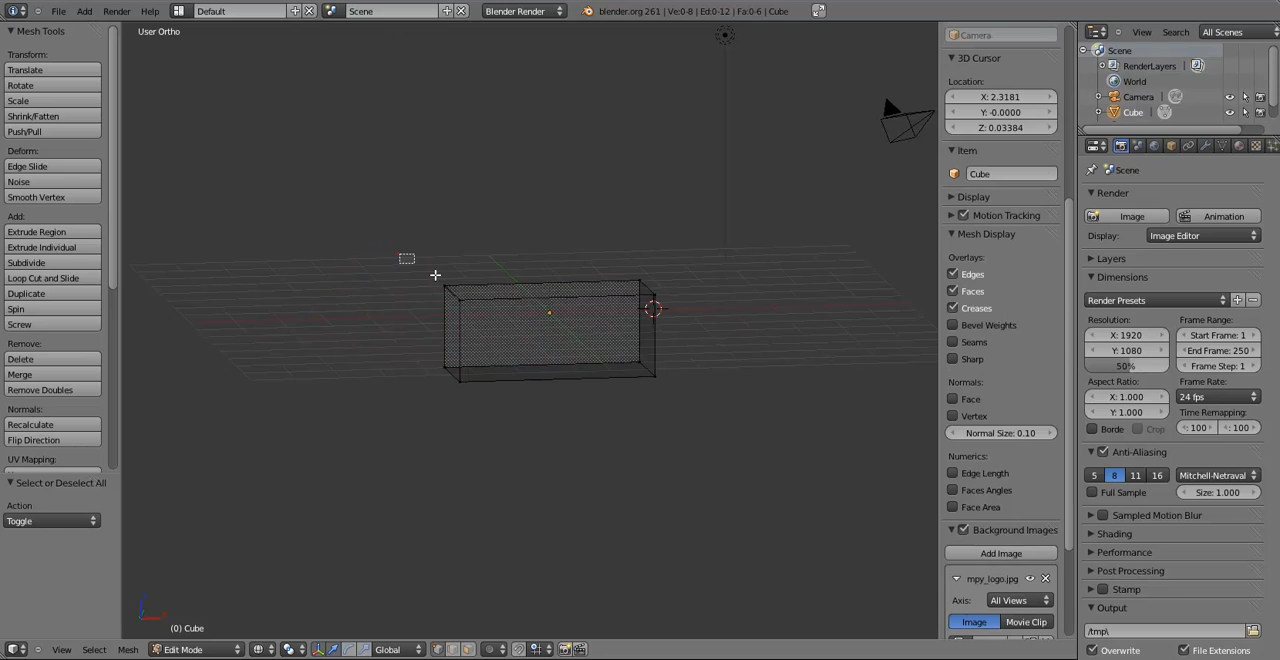 File Add Render Help Default Scene Blender Render blender.org 261 | Ve:0-8 | Ed:0-12 | Fa:0-6 | Cube
Mesh Tools
Transform:
Translate
Rotate
Scale
Shrink/Fatten
Push/Pull
Deform:
Edge Slide
Noise
Smooth Vertex
Add:
Extrude Region
Extrude Individual
Subdivide
Loop Cut and Slide
Duplicate
Spin
Screw
Remove:
Delete
Merge
Remove Doubles
Normals:
Recalculate
Flip Direction
UV Mapping:
Select or Deselect All
Action
Toggle
User Ortho
(0) Cube
View Select Mesh Edit Mode Global
Camera
3D Cursor
Location:
X: 2.3181
Y: -0.0000
Z: 0.03384
Item
Cube
Display
Motion Tracking
Mesh Display
Overlays:
Edges
Faces
Creases
Bevel Weights
Seams
Sharp
Normals:
Face
Vertex
Normal Size: 0.10
Numerics:
Edge Length
Faces Angles
Face Area
Background Images
Add Image
mpy_logo.jpg
Axis: All Views
Image Movie Clip
View Search All Scenes
Scene
RenderLayers |
World
Camera |
Cube |
Scene
Render
Image Animation
Display: Image Editor
Layers
Dimensions
Render Presets
Resolution: Frame Range:
X: 1920 Start Frame: 1
Y: 1080 End Frame: 250
50% Frame Step: 1
Aspect Ratio: Frame Rate:
X: 1.000 24 fps
Y: 1.000 Time Remapping:
Borde Crop : 100 : 100
Anti-Aliasing
5 8 11 16 Mitchell-Netraval
Full Sample Size: 1.000
Sampled Motion Blur
Shading
Performance
Post Processing
Stamp
Output
/tmp\
Overwrite File Extensions